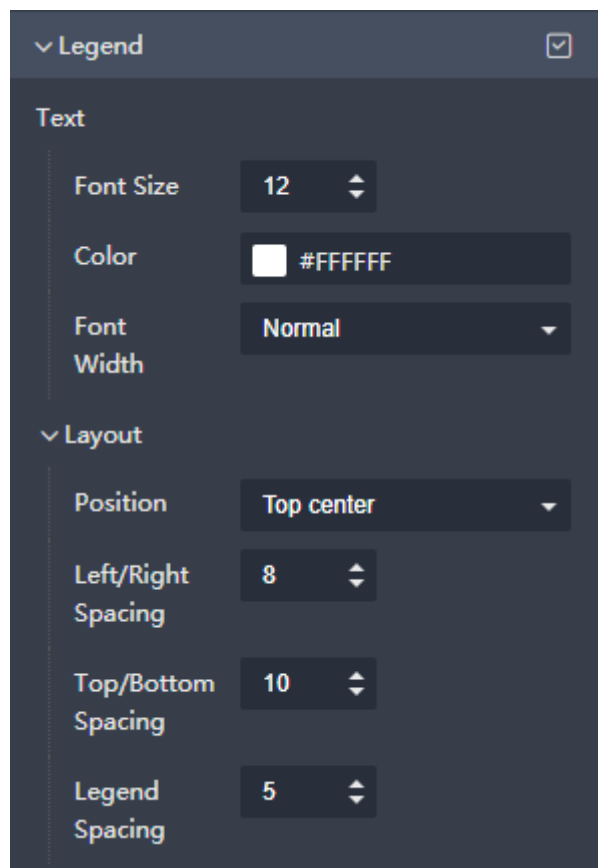 Legend
Text
Font Size 12
Color #FFFFFF
Font Normal
Width
Layout
Position Top center
Left/Right 8
Spacing
Top/Bottom 10
Spacing
Legend 5
Spacing